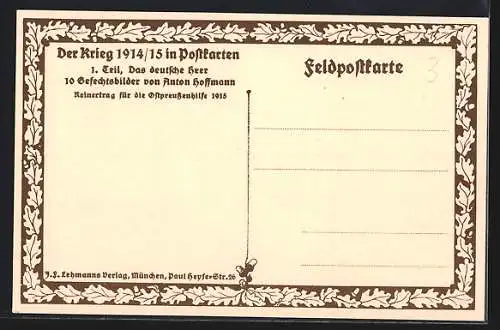 Der Krieg 1914/15 in Postkarten
1. Teil, Das deutsche Heer
10 Gefechtsbilder von Anton Hoffmann
Reinertrag für die Ostpreußenhilfe 1915
Feldpostkarte
3
J. F. Lehmanns Verlag, München, Paul Heyse-Str. 26